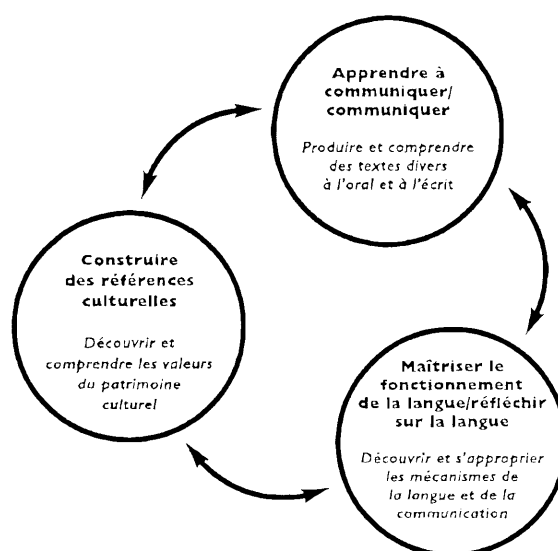 Apprendre à
communiquer/
communiquer
Produire et comprendre
des textes divers
à l'oral et à l'écrit
Construire
des références
culturelles
Découvrir et
comprendre les valeurs
du patrimoine
culturel
Maîtriser le
fonctionnement
de la langue/réfléchir
sur la langue
Découvrir et s'approprier
les mécanismes de
la langue et de la
communication